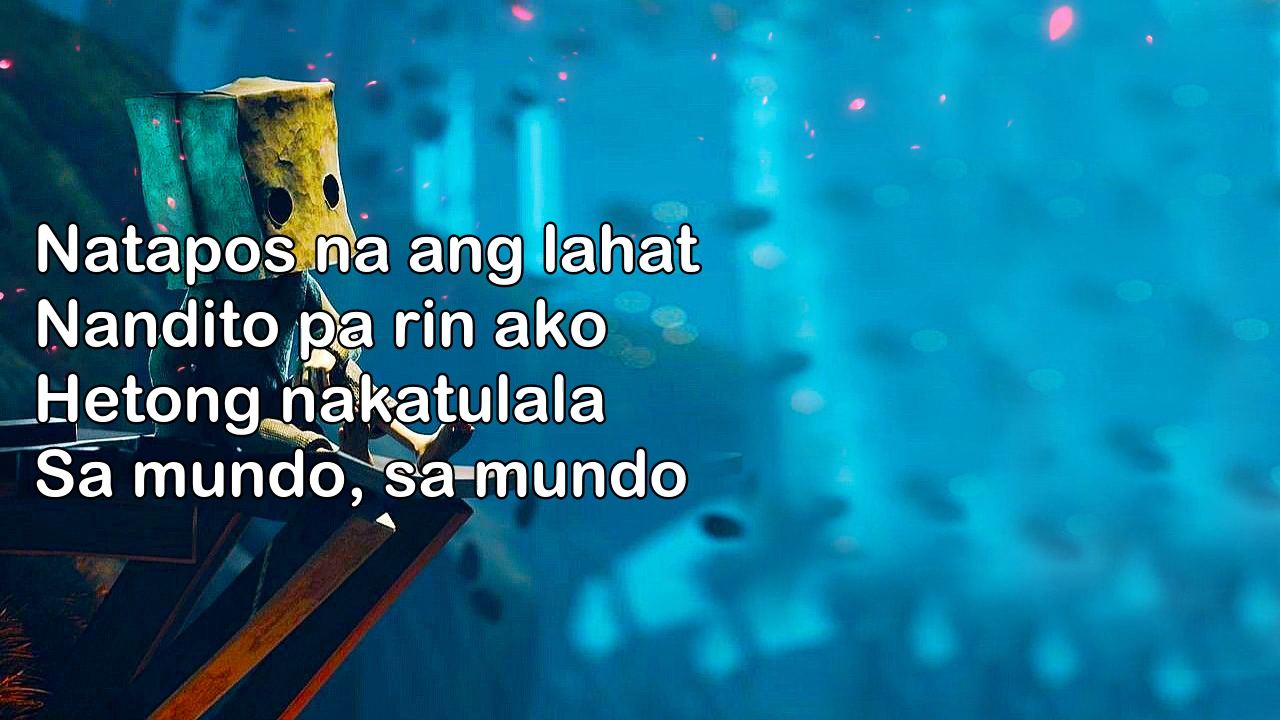 Natapos na ang lahat
Nandito pa rin ako
Hetong nakatulala
Sa mundo, sa mundo